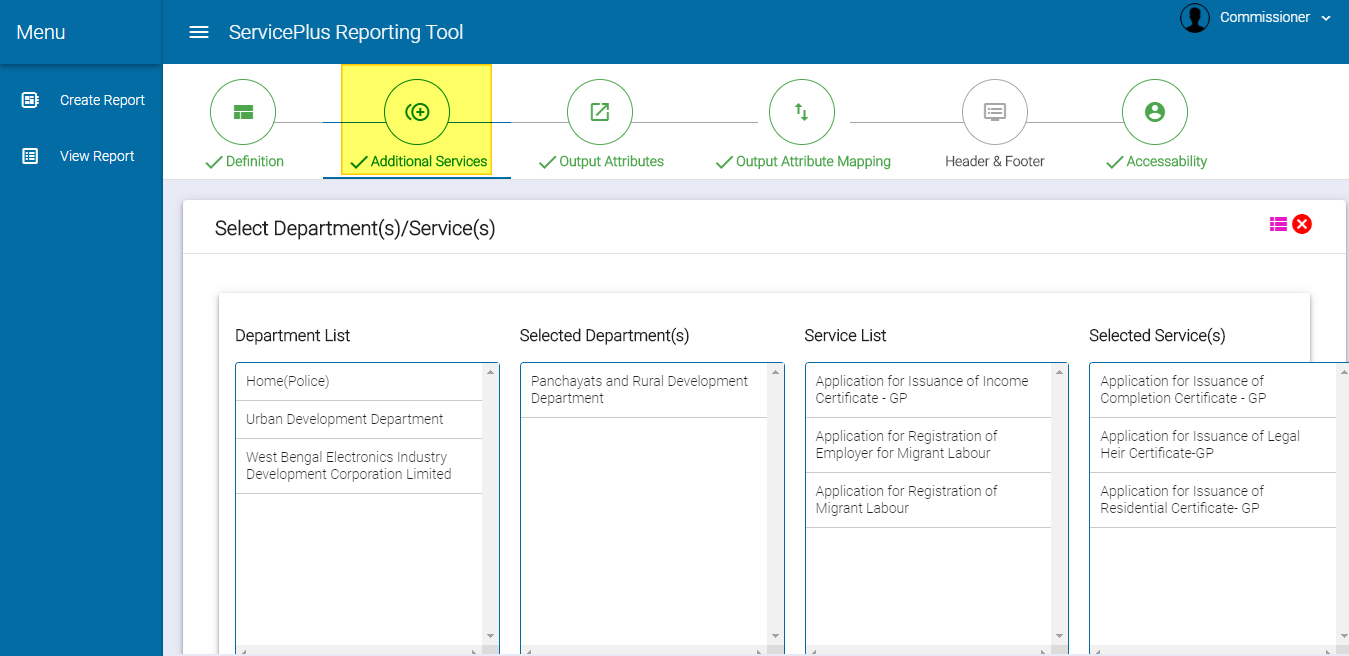 Menu
ServicePlus Reporting Tool
Commissioner
Create Report
View Report
Definition
Additional Services
Output Attributes
Output Attribute Mapping
Header & Footer
Accessability
Select Department(s)/Service(s)
Department List
Home(Police)
Urban Development Department
West Bengal Electronics Industry
Development Corporation Limited
Selected Department(s)
Panchayats and Rural Development
Department
Service List
Application for Issuance of Income
Certificate - GP
Application for Registration of
Employer for Migrant Labour
Application for Registration of
Migrant Labour
Selected Service(s)
Application for Issuance of
Completion Certificate - GP
Application for Issuance of Legal
Heir Certificate-GP
Application for Issuance of
Residential Certificate- GP